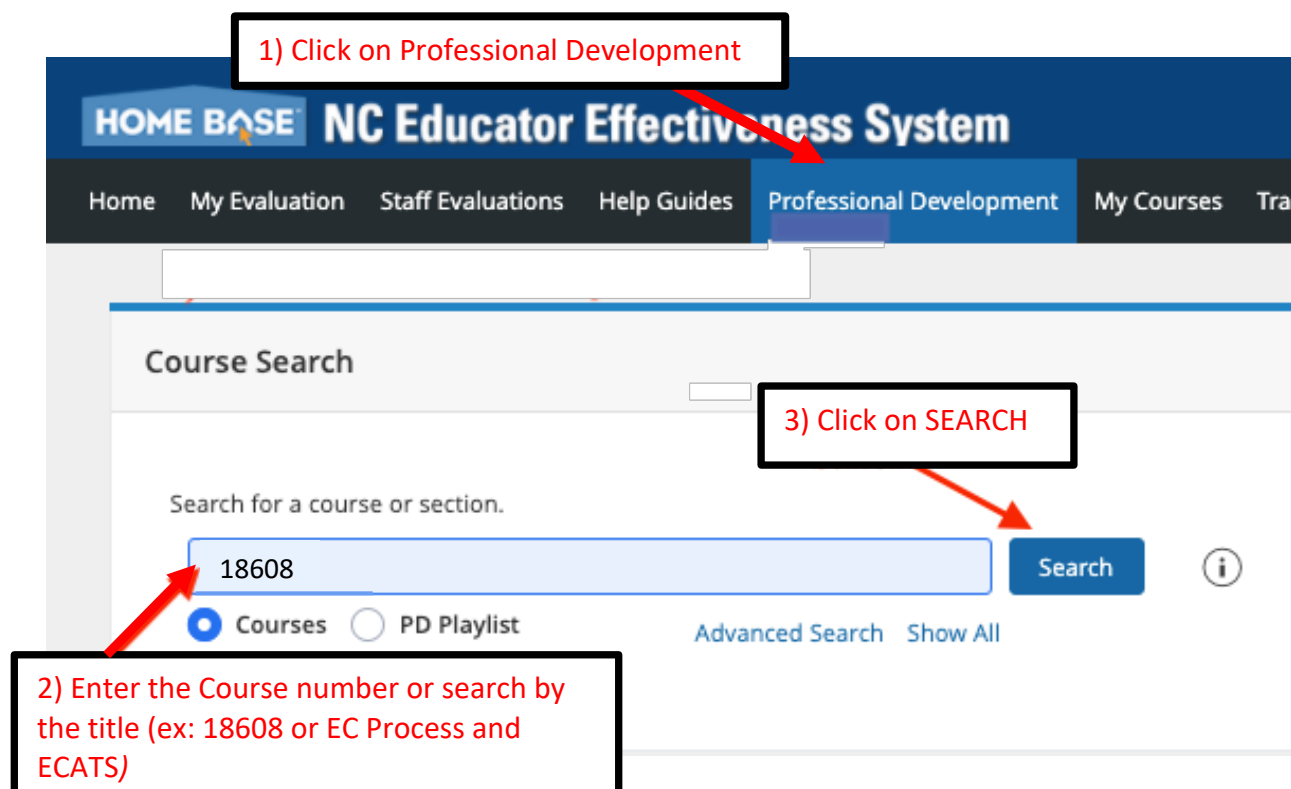 1) Click on Professional Development
HOME BASE NC Educator Effectiveness System
Home My Evaluation Staff Evaluations Help Guides Professional Development My Courses Tra
Course Search
3) Click on SEARCH
Search for a course or section.
18608 Search i
Courses PD Playlist Advanced Search Show All
2) Enter the Course number or search by
the title (ex: 18608 or EC Process and
ECATS)